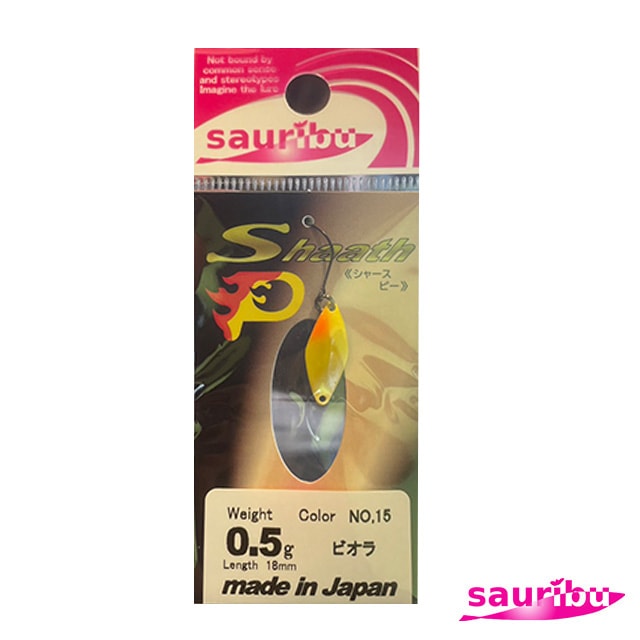 Not bound by
common sense
and stereotypes
Imagine the lure
sauribu
Shaath
P
《シャース
ピー》
Weight Color NO,15
0.5g ビオラ
Length 18mm
made in Japan
sauribu